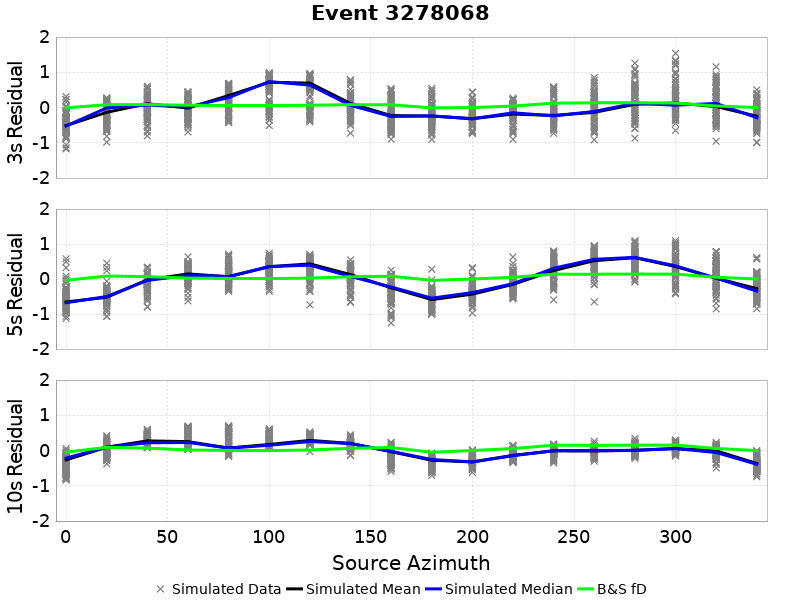 Event 3278068
3s Residual
2
1
0
-1
-2
5s Residual
2
1
0
-1
-2
10s Residual
2
1
0
-1
-2
0 50 100 150 200 250 300
Source Azimuth
Simulated Data Simulated Mean Simulated Median B&S fD